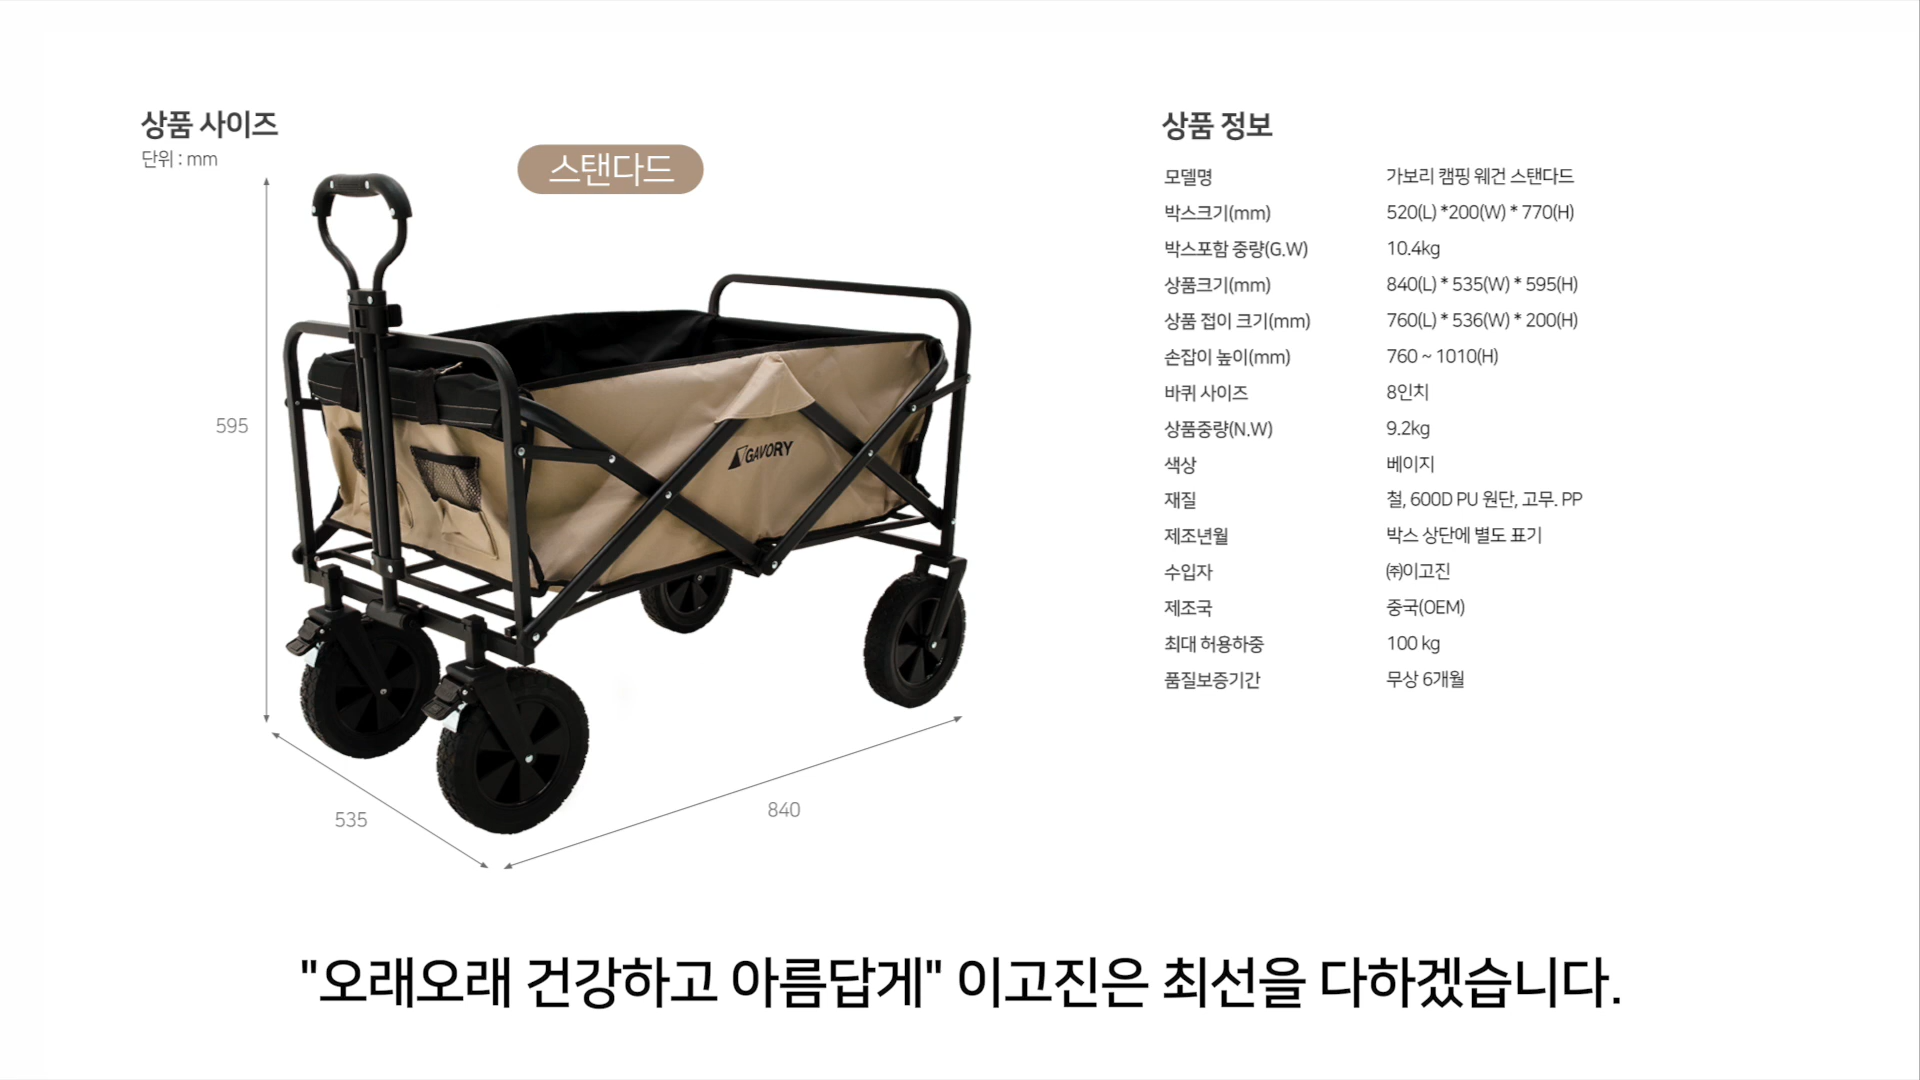 상품 사이즈
단위 : mm
스탠다드
595
535
840
GAVORY
상품 정보
모델명 가보리 캠핑 웨건 스탠다드
박스크기(mm) 520(L) *200(W) * 770(H)
박스포함 중량(G.W) 10.4kg
상품크기(mm) 840(L) * 535(W) * 595(H)
상품 접이 크기(mm) 760(L) * 536(W) * 200(H)
손잡이 높이(mm) 760 ~ 1010(H)
바퀴 사이즈 8인치
상품중량(N.W) 9.2kg
색상 베이지
재질 철, 600D PU 원단, 고무. PP
제조년월 박스 상단에 별도 표기
수입자 ㈜이고진
제조국 중국(OEM)
최대 허용하중 100 kg
품질보증기간 무상 6개월
"오래오래 건강하고 아름답게" 이고진은 최선을 다하겠습니다.